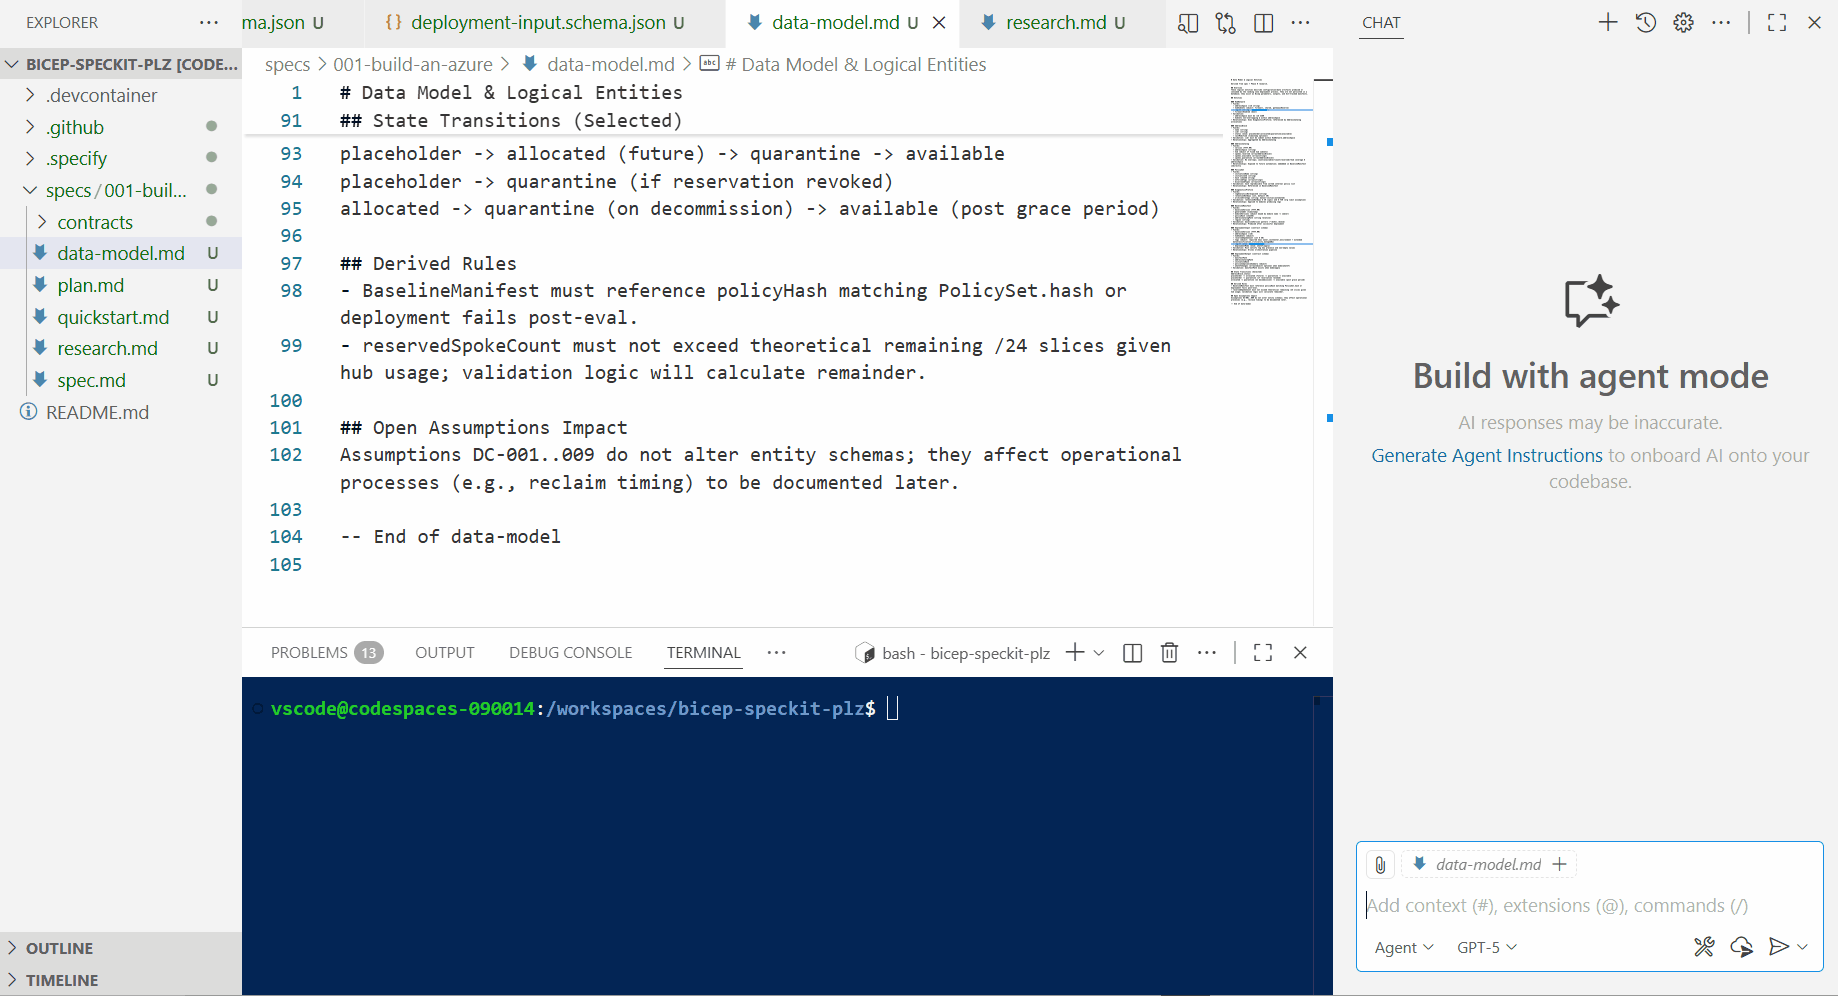 EXPLORER
BICEP-SPECKIT-PLZ [CODE...
.devcontainer
.github
.specify
specs/001-buil...
contracts
data-model.md U
plan.md U
quickstart.md U
research.md U
spec.md U
README.md
OUTLINE
TIMELINE
ma.json U
{} deployment-input.schema.json U
data-model.md U
research.md U
specs > 001-build-an-azure > data-model.md > abc # Data Model & Logical Entities
1 # Data Model & Logical Entities
91 ## State Transitions (Selected)
93 placeholder -> allocated (future) -> quarantine -> available
94 placeholder -> quarantine (if reservation revoked)
95 allocated -> quarantine (on decommission) -> available (post grace period)
96
97 ## Derived Rules
98 - BaselineManifest must reference policyHash matching PolicySet.hash or
deployment fails post-eval.
99 - reservedSpokeCount must not exceed theoretical remaining /24 slices given
hub usage; validation logic will calculate remainder.
100
101 ## Open Assumptions Impact
102 Assumptions DC-001..009 do not alter entity schemas; they affect operational
processes (e.g., reclaim timing) to be documented later.
103
104 -- End of data-model
105
PROBLEMS 13 OUTPUT DEBUG CONSOLE TERMINAL
bash - bicep-speckit-plz
vscode@codespaces-090014:/workspaces/bicep-speckit-plz$
CHAT
Build with agent mode
AI responses may be inaccurate.
Generate Agent Instructions to onboard AI onto your
codebase.
data-model.md
Add context (#), extensions (@), commands (/)
Agent GPT-5